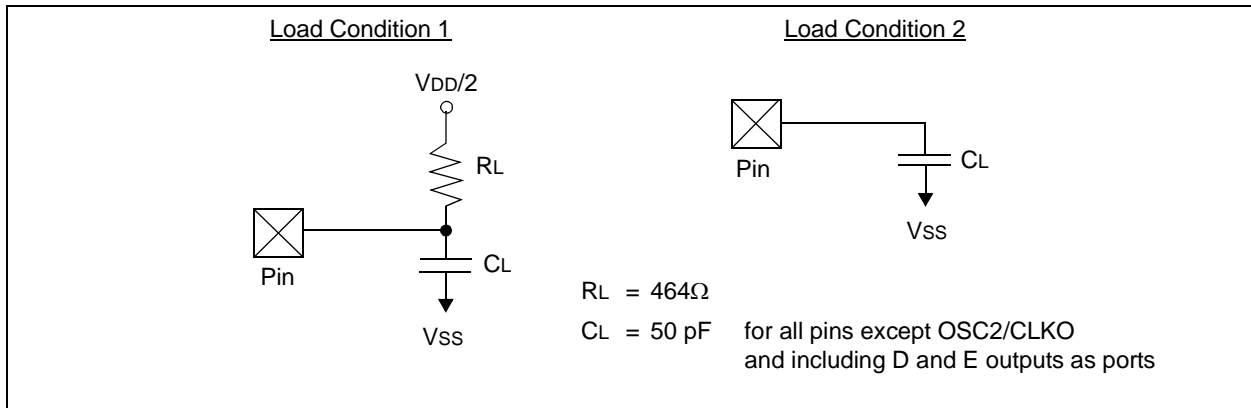 Load Condition 1
VDD/2
RL
Pin
CL
VSS
Load Condition 2
Pin
CL
VSS
RL = 464Ω
CL = 50 pF for all pins except OSC2/CLKO
and including D and E outputs as ports